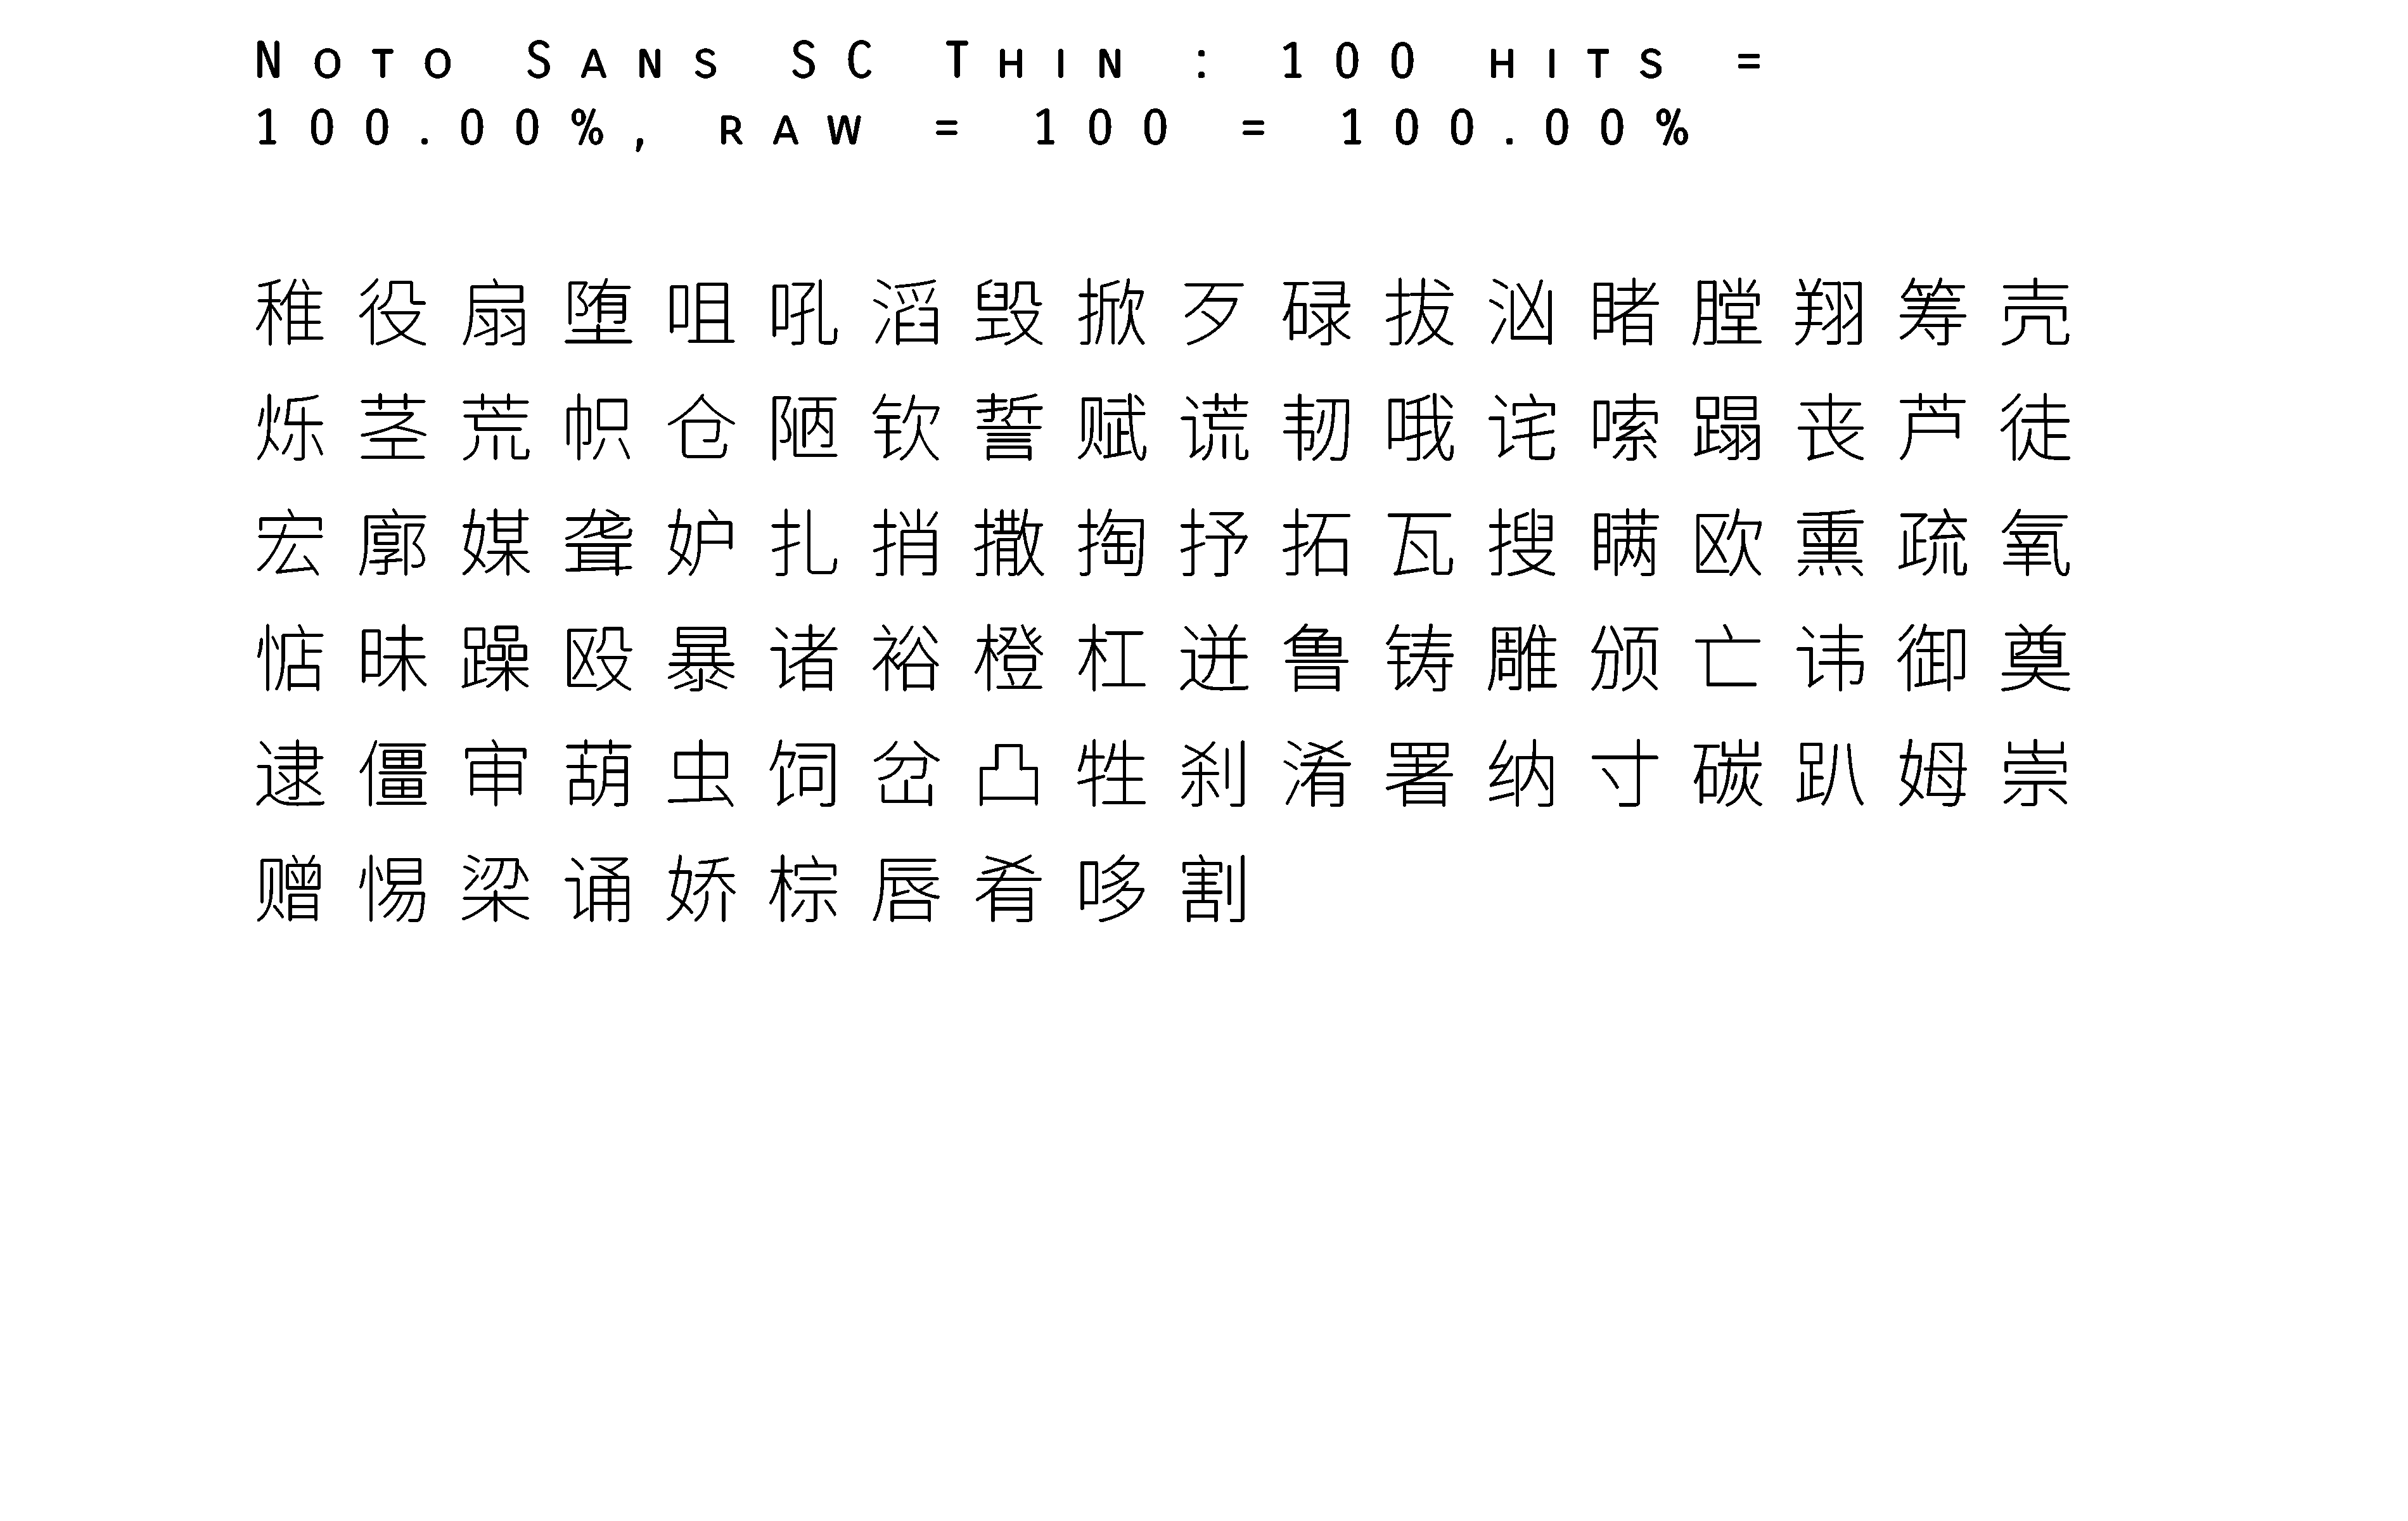 Noto Sans SC Thin : 100 hits =
100.00%, raw = 100 = 100.00%
稚役扇堕咀吼滔毁掀歹碌拔汹睹膛翔筹壳
烁茎荒帜仓陋钦誓赋谎韧哦诧嗦蹋丧芦徒
宏廓媒聋妒扎捎撒掏抒拓瓦搜瞒欧熏疏氧
惦昧躁殴暴诸裕橙杠迸鲁铸雕颁亡讳御奠
逮僵审葫虫饲岔凸牲刹淆署纳寸碳趴姆崇
赠惕梁诵娇棕唇肴哆割